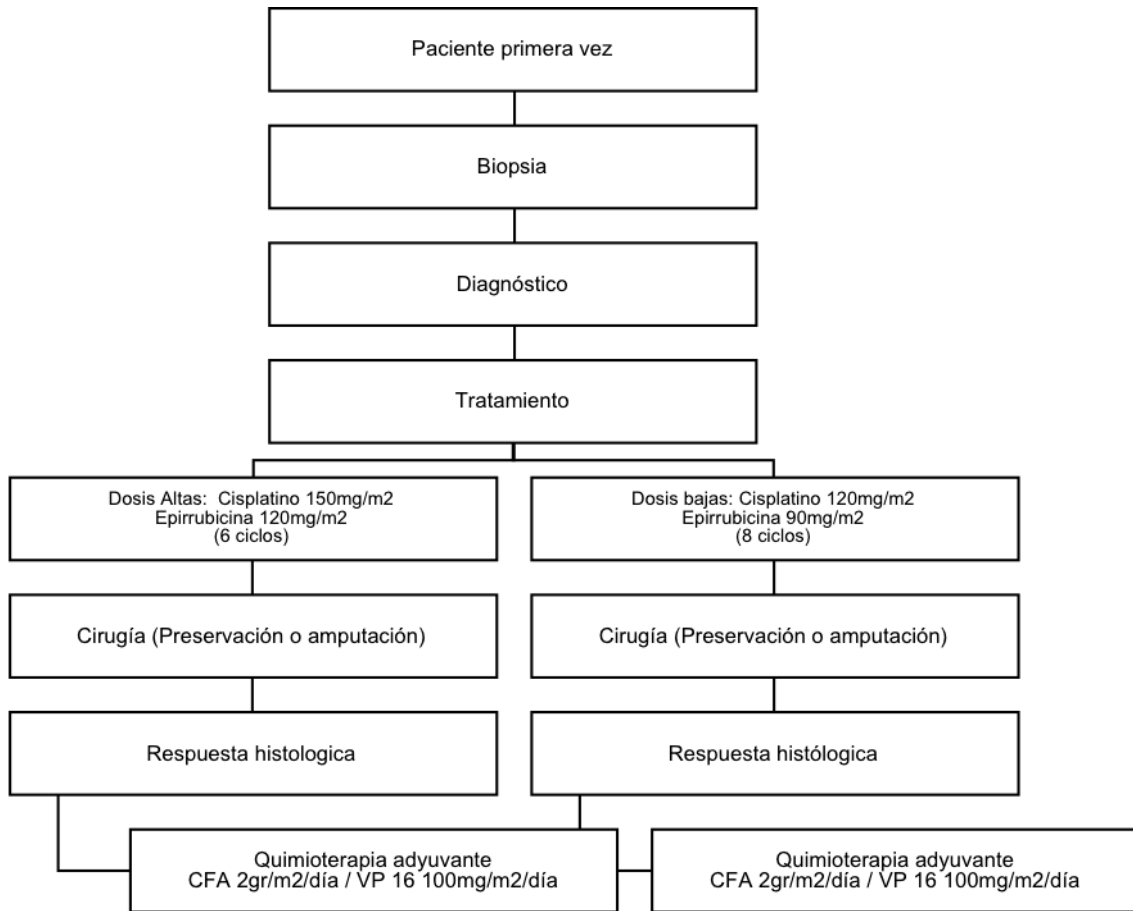 Paciente primera vez
Biopsia
Diagnóstico
Tratamiento
Dosis Altas:  Cisplatino 150mg/m2
Epirrubicina 120mg/m2
(6 ciclos)
Dosis bajas: Cisplatino 120mg/m2
Epirrubicina 90mg/m2
(8 ciclos)
Cirugía (Preservación o amputación)
Cirugía (Preservación o amputación)
Respuesta histologica
Respuesta histólogica
Quimioterapia adyuvante
CFA 2gr/m2/día / VP 16 100mg/m2/día
Quimioterapia adyuvante
CFA 2gr/m2/día / VP 16 100mg/m2/día